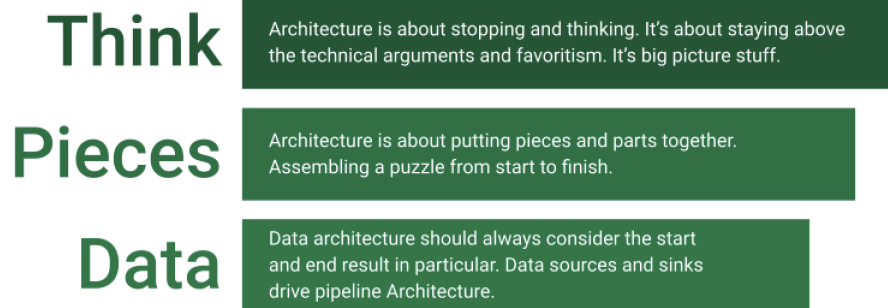 Think
Architecture is about stopping and thinking. It’s about staying above
the technical arguments and favoritism. It’s big picture stuff.
Pieces
Architecture is about putting pieces and parts together.
Assembling a puzzle from start to finish.
Data
Data architecture should always consider the start
and end result in particular. Data sources and sinks
drive pipeline Architecture.